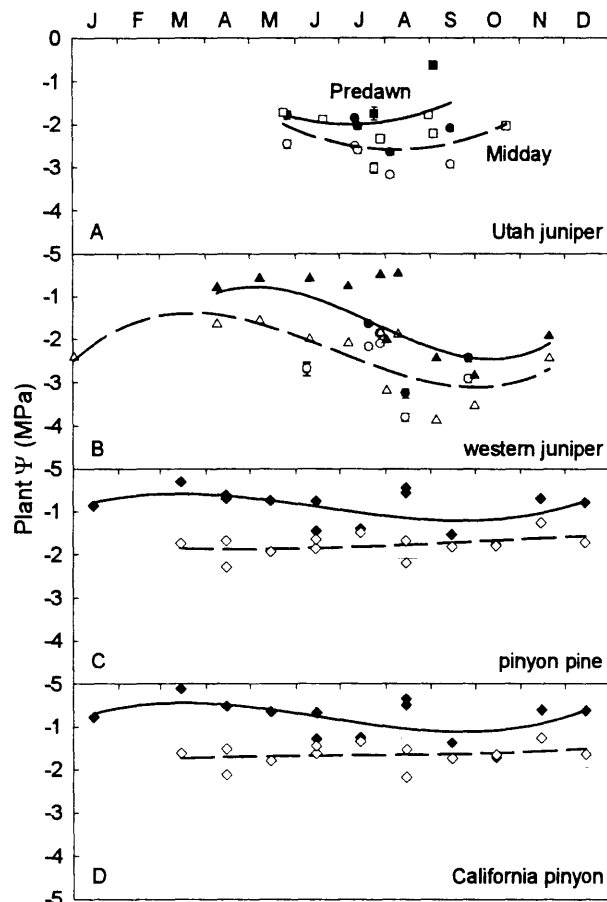 J F M A M J J A S O N D
0
-1
-2
-3
-4
-5
Predawn
Midday
A
Utah juniper
-1
-2
-3
-4
-5
B
western juniper
Plant Ψ (MPa)
-1
-2
-3
-4
-5
C
pinyon pine
-1
-2
-3
-4
-5
D
California pinyon